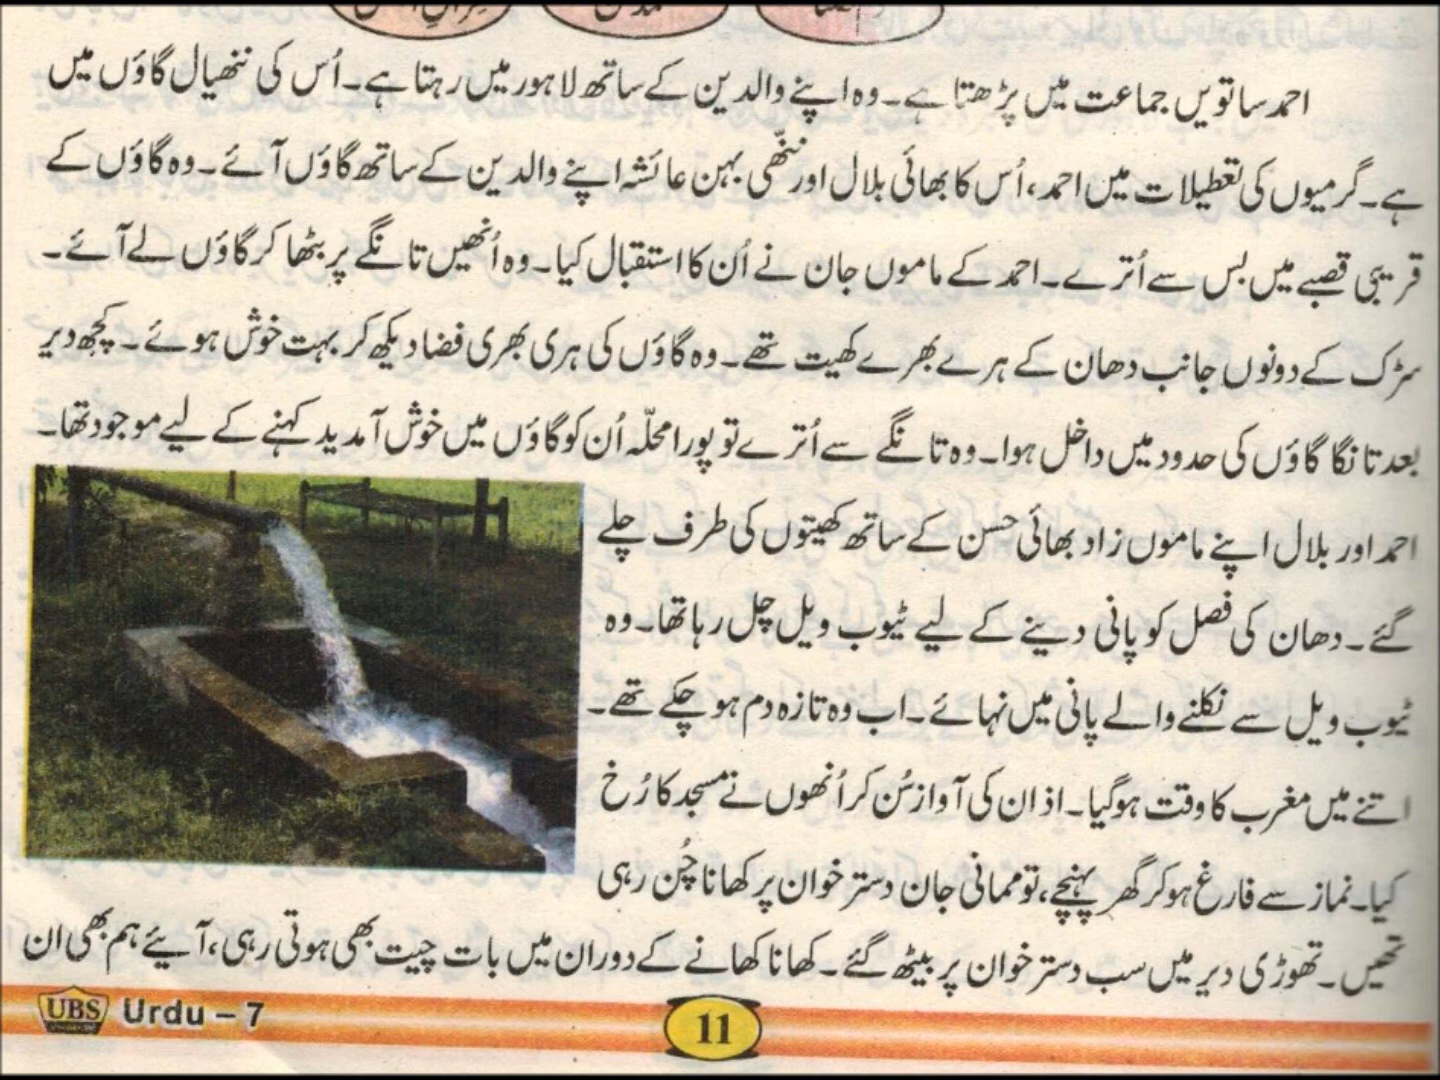 احمد ساتویں جماعت میں پڑھتا ہے۔ وہ اپنے والدین کے ساتھ لاہور میں رہتا ہے۔ اُس کی ننھیال گاؤں میں
ہے۔ گرمیوں کی تعطیلات میں احمد، اُس کا بھائی بلال اور ننّھی بہن عائشہ اپنے والدین کے ساتھ گاؤں آئے۔ وہ گاؤں کے
قریبی قصبے میں بس سے اُترے۔ احمد کے ماموں جان نے اُن کا استقبال کیا۔ وہ اُنھیں تانگے پر بٹھا کر گاؤں لے آئے۔
سڑک کے دونوں جانب دھان کے ہرے بھرے کھیت تھے۔ وہ گاؤں کی ہری بھری فضا دیکھ کر بہت خوش ہوئے۔ کچھ دیر
بعد تانگا گاؤں کی حدود میں داخل ہوا۔ وہ تانگے سے اُترے تو پورا محلّہ اُن کو گاؤں میں خوش آمدید کہنے کے لیے موجود تھا۔
احمد اور بلال اپنے ماموں زاد بھائی حسن کے ساتھ کھیتوں کی طرف چلے
گئے۔ دھان کی فصل کو پانی دینے کے لیے ٹیوب ویل چل رہا تھا۔ وہ
ٹیوب ویل سے نکلنے والے پانی میں نہائے۔ اب وہ تازہ دم ہو چکے تھے۔
اتنے میں مغرب کا وقت ہوگیا۔ اذان کی آواز سُن کر اُنھوں نے مسجد کا رُخ
کیا۔ نماز سے فارغ ہوکر گھر پہنچے، تو ممانی جان دستر خوان پر کھانا چُن رہی
تھیں۔ تھوڑی دیر میں سب دستر خوان پر بیٹھ گئے۔ کھانا کھانے کے دوران میں بات چیت بھی ہوتی رہی، آیئے ہم بھی ان
UBS Urdu – 7
11